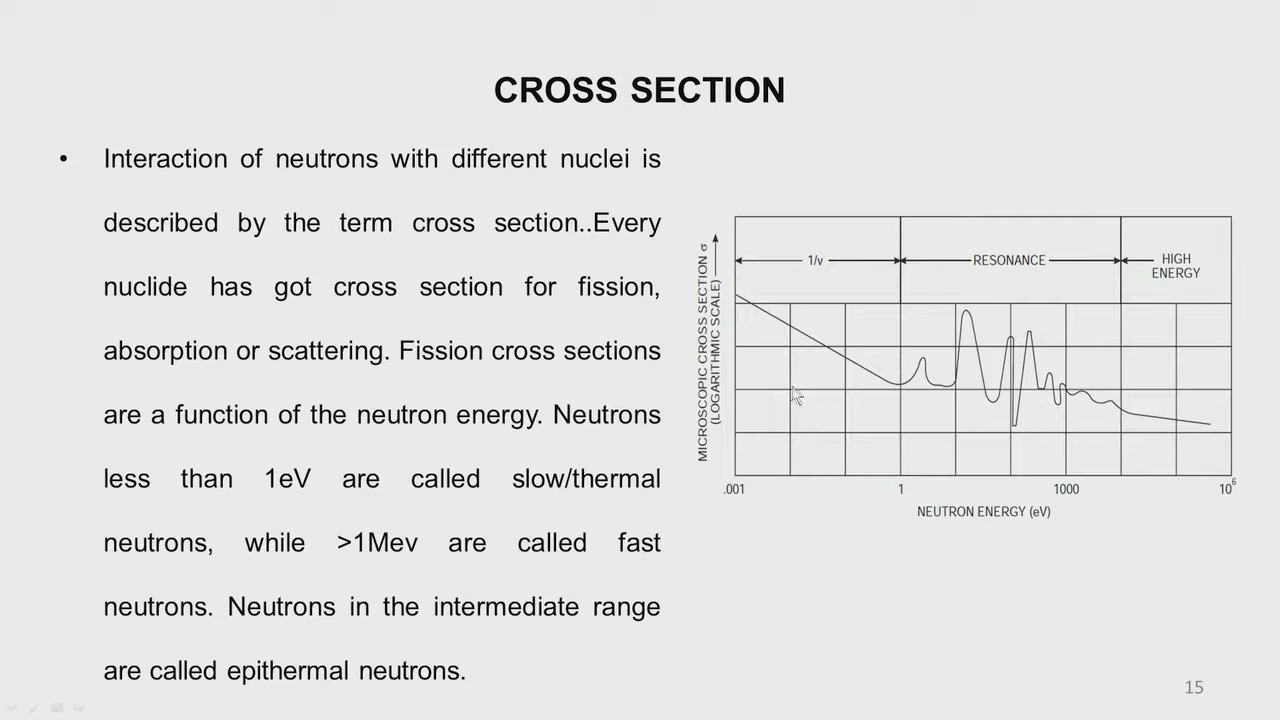 CROSS SECTION
• Interaction of neutrons with different nuclei is
described by the term cross section..Every
nuclide has got cross section for fission,
absorption or scattering. Fission cross sections
are a function of the neutron energy. Neutrons
less than 1eV are called slow/thermal
neutrons, while >1Mev are called fast
neutrons. Neutrons in the intermediate range
are called epithermal neutrons.
MICROSCOPIC CROSS SECTION σ
(LOGARITHMIC SCALE)
1/v
RESONANCE
HIGH
ENERGY
.001
1
1000
10⁶
NEUTRON ENERGY (eV)
15